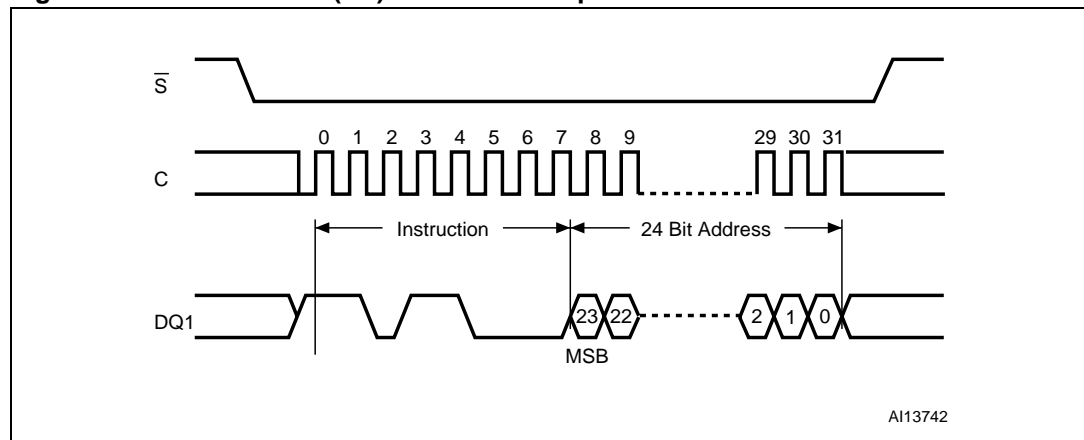 S
0 1 2 3 4 5 6 7 8 9 29 30 31
C
Instruction 24 Bit Address
DQ1 23 22 2 1 0
MSB
AI13742